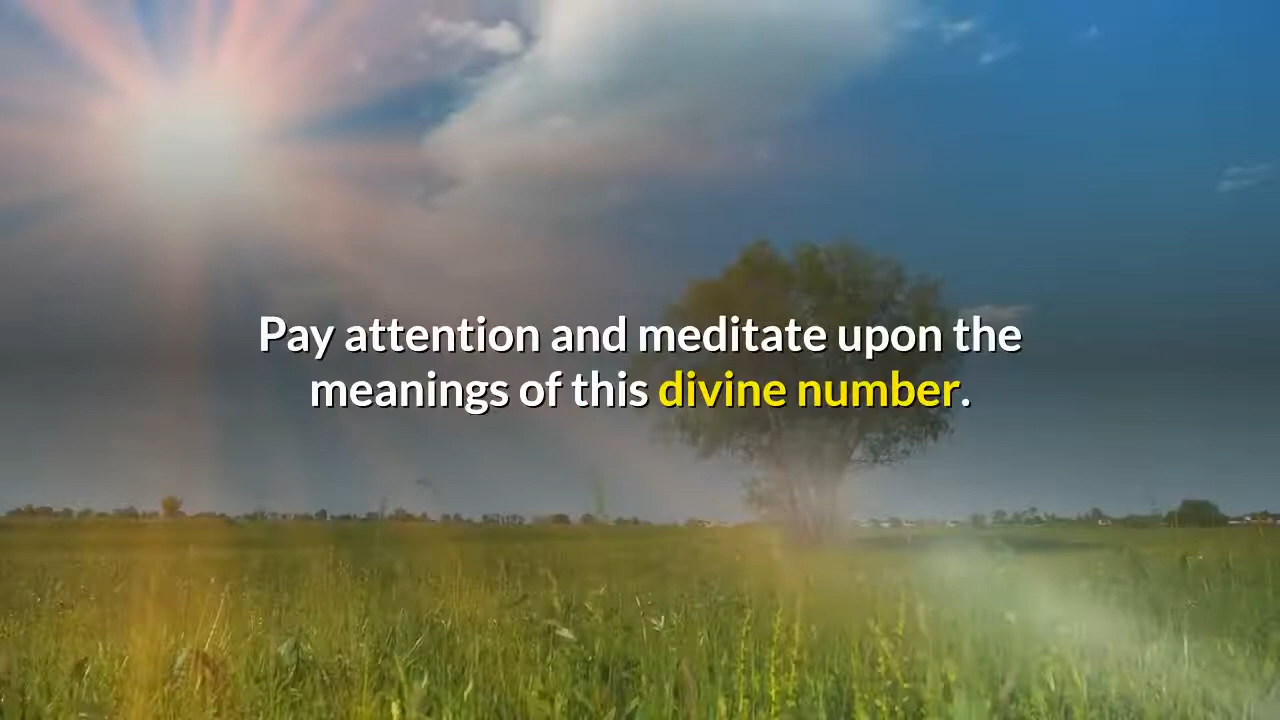 Pay attention and meditate upon the
meanings of this divine number.